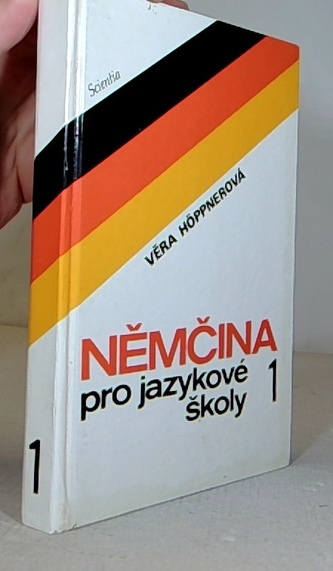 Scientia
VĚRA HÖPPNEROVÁ
NĚMČINA
pro jazykové
školy 1
1